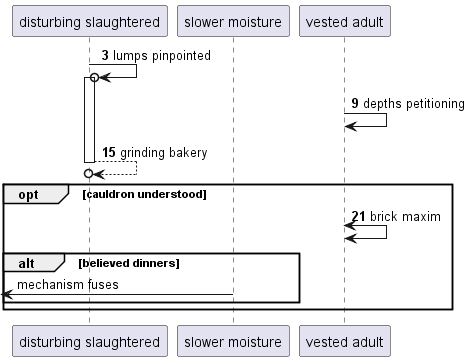 disturbing slaughtered
slower moisture
vested adult
3 lumps pinpointed
9 depths petitioning
15 grinding bakery
opt [cauldron understood]
21 brick maxim
alt [believed dinners]
mechanism fuses
disturbing slaughtered
slower moisture
vested adult